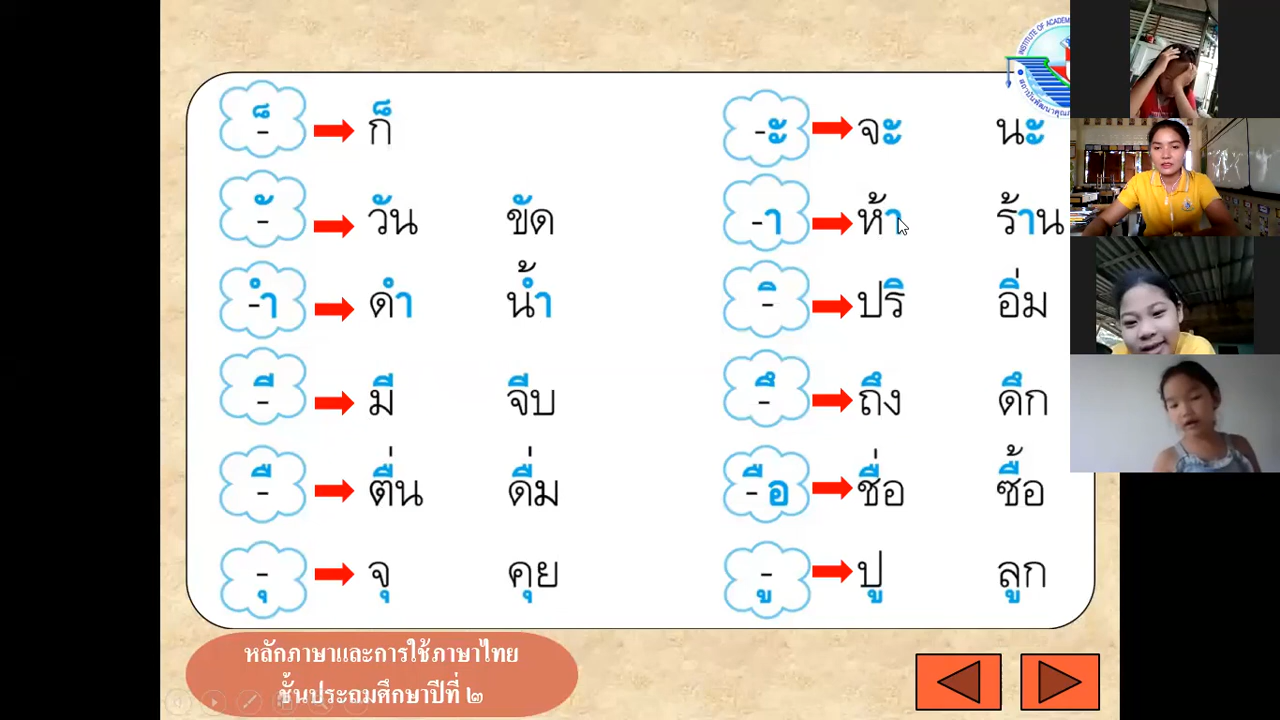 -็ ก็ -ะ จะ นะ
-ั วัน ขัด -า ห้า ร้าน
-ำ ดำ น้ำ -ิ ปริ อิ่ม
-ี มี จีบ -ึ ถึง ดึก
-ื ตื่น ดื่ม -ือ ชื่อ ซื้อ
-ุ จุ คุย -ู ปู ลูก
หลักภาษาและการใช้ภาษาไทย
ชั้นประถมศึกษาปีที่ ๒